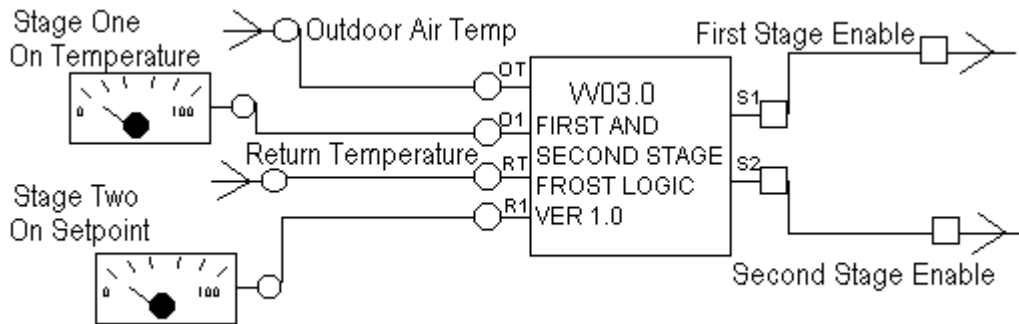 Stage One
On Temperature
0 100
Outdoor Air Temp
Return Temperature
Stage Two
On Setpoint
0 100
OT
O1
RT
R1
VV03.0
FIRST AND
SECOND STAGE
FROST LOGIC
VER 1.0
S1
S2
First Stage Enable
Second Stage Enable